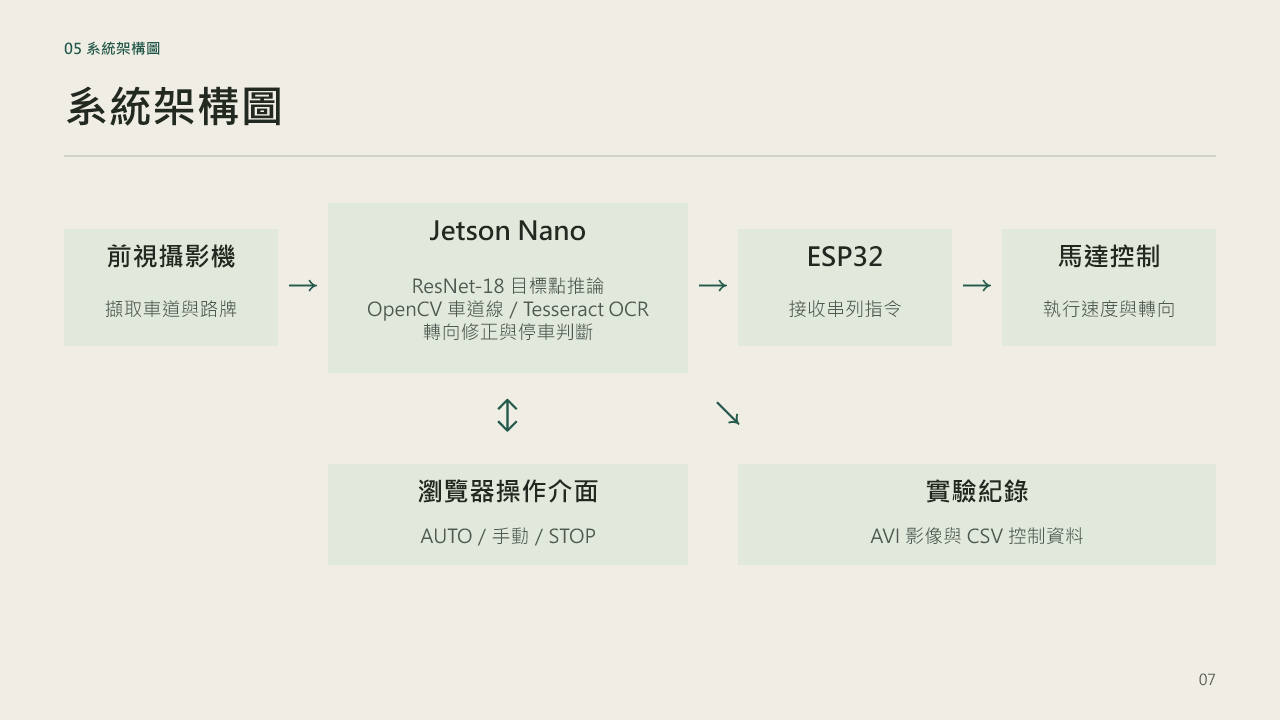 05 系統架構圖
系統架構圖
前視攝影機
擷取車道與路牌
→
Jetson Nano
ResNet-18 目標點推論
OpenCV 車道線 / Tesseract OCR
轉向修正與停車判斷
→
ESP32
接收串列指令
→
馬達控制
執行速度與轉向
↕
↘
瀏覽器操作介面
AUTO / 手動 / STOP
實驗紀錄
AVI 影像與 CSV 控制資料
07